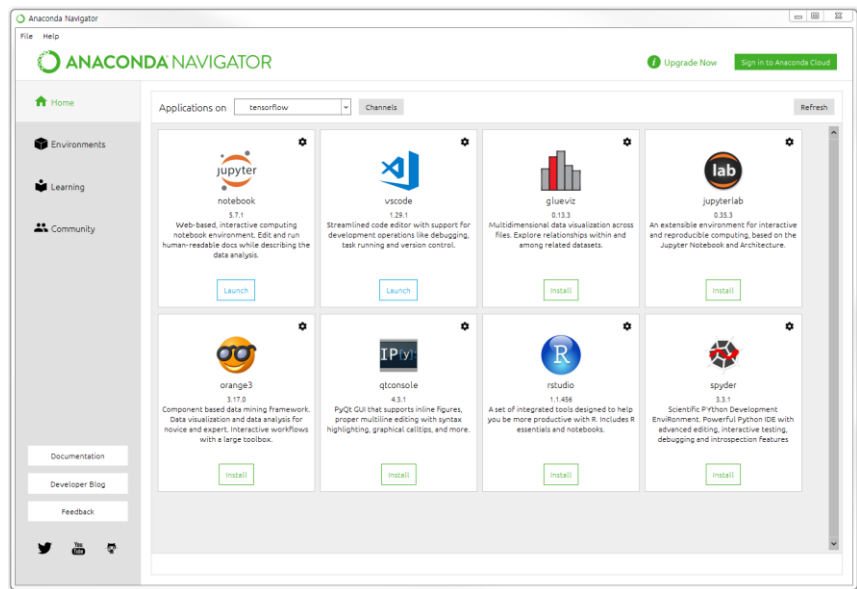 Anaconda Navigator
File Help
ANACONDA NAVIGATOR
Upgrade Now
Sign in to Anaconda Cloud
Home
Environments
Learning
Community
Documentation
Developer Blog
Feedback
You
Tube
Applications on
tensorflow
Channels
Refresh
jupyter
notebook
5.7.1
Web-based, interactive computing
notebook environment. Edit and run
human-readable docs while describing the
data analysis.
Launch
vscode
1.29.1
Streamlined code editor with support for
development operations like debugging,
task running and version control.
Launch
glueviz
0.13.3
Multidimensional data visualization across
files. Explore relationships within and
among related datasets.
Install
lab
jupyterlab
0.35.3
An extensible environment for interactive
and reproducible computing, based on the
Jupyter Notebook and Architecture.
Install
orange3
3.17.0
Component based data mining framework.
Data visualization and data analysis for
novice and expert. Interactive workflows
with a large toolbox.
Install
IP[y]:
qtconsole
4.3.1
PyQt GUI that supports inline figures,
proper multiline editing with syntax
highlighting, graphical calltips, and more.
Install
R
rstudio
1.1.456
A set of integrated tools designed to help
you be more productive with R. Includes R
essentials and notebooks.
Install
spyder
3.3.1
Scientific PYthon Development
EnviRonment. Powerful Python IDE with
advanced editing, interactive testing,
debugging and introspection features
Install